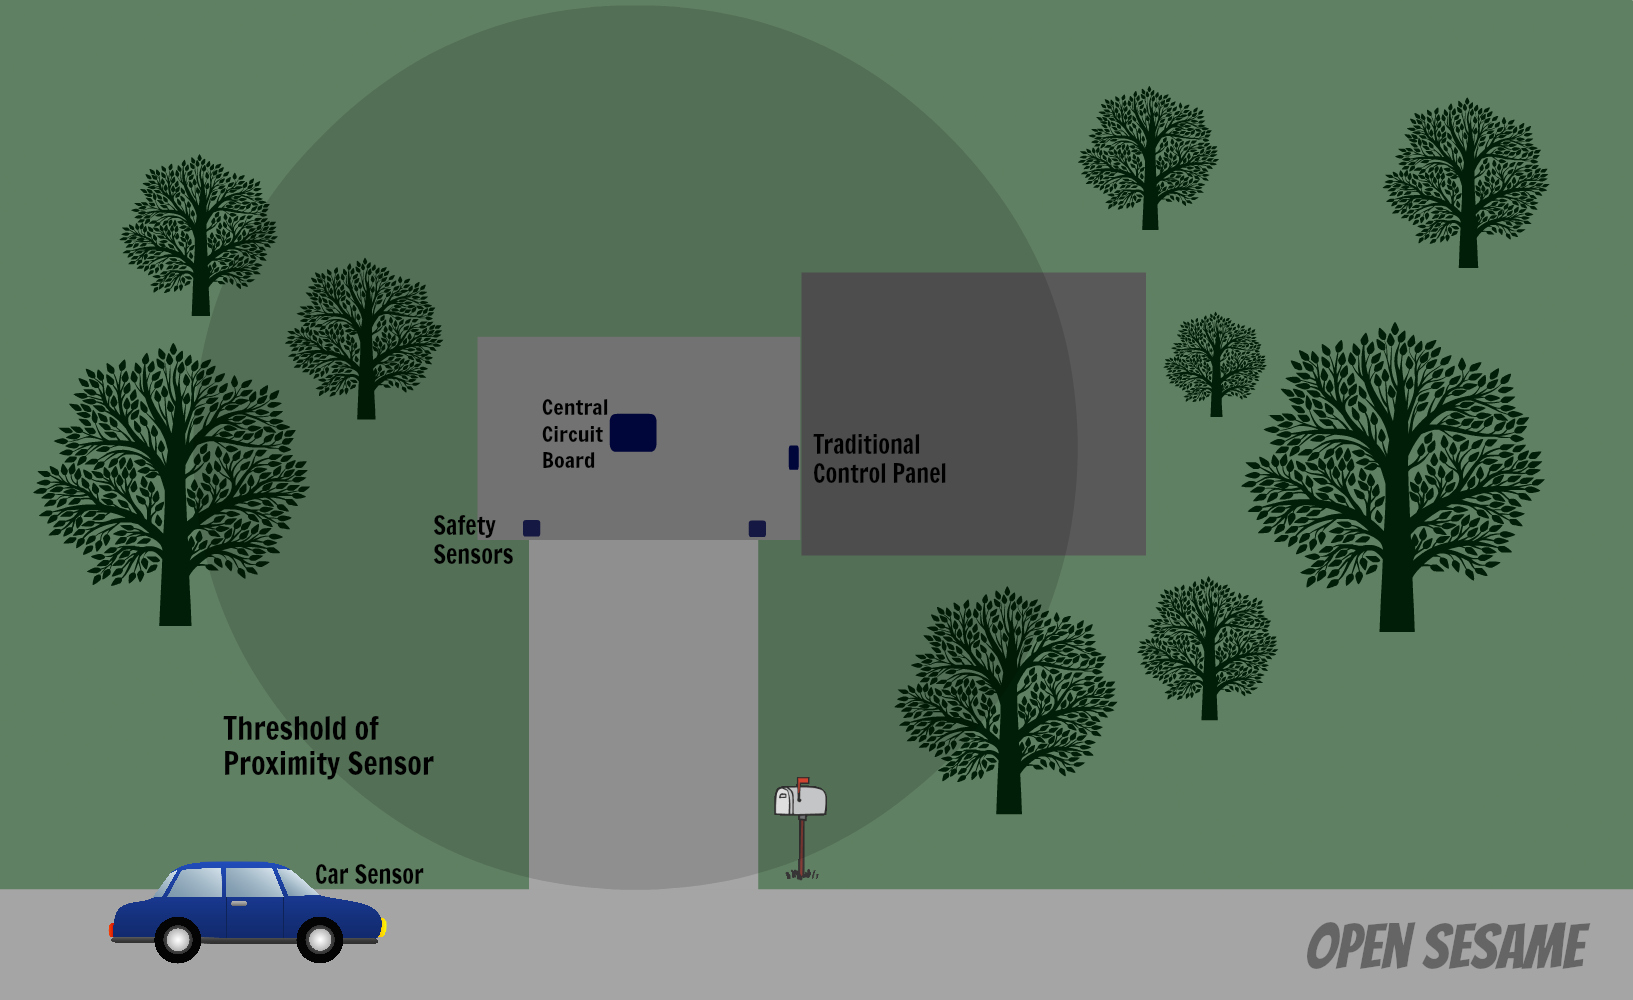 Central
Circuit
Board
Traditional
Control Panel
Safety
Sensors
Threshold of
Proximity Sensor
Car Sensor
OPEN SESAME